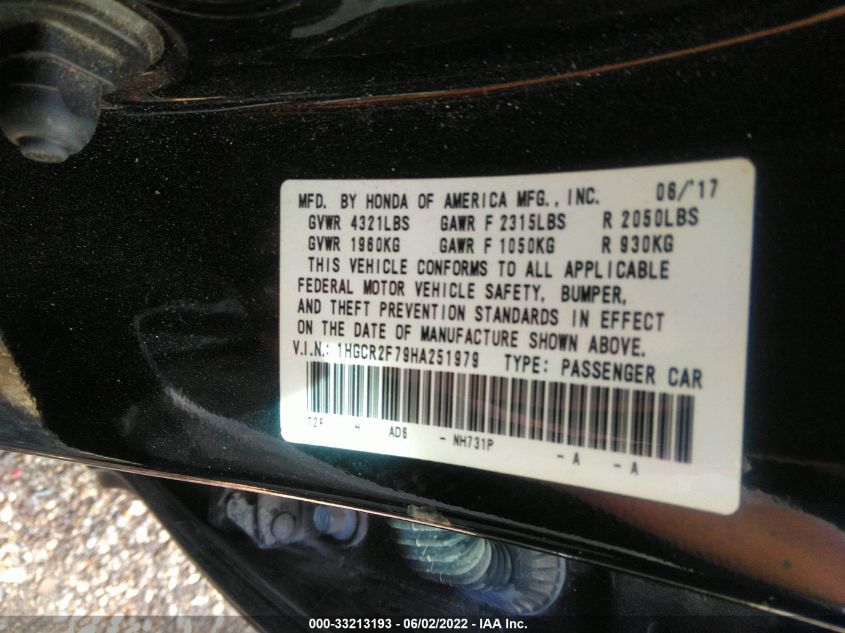 MFD. BY HONDA OF AMERICA MFG., INC. 06/'17
GVWR 4321LBS GAWR F 2315LBS R 2050LBS
GVWR 1960KG GAWR F 1050KG R 930KG
THIS VEHICLE CONFORMS TO ALL APPLICABLE
FEDERAL MOTOR VEHICLE SAFETY, BUMPER,
AND THEFT PREVENTION STANDARDS IN EFFECT
ON THE DATE OF MANUFACTURE SHOWN ABOVE.
V.I.N.: 1HGCR2F79HA251979 TYPE: PASSENGER CAR
T2F H AD6 - NH731P - A - A
000-33213193 - 06/02/2022 - IAA Inc.